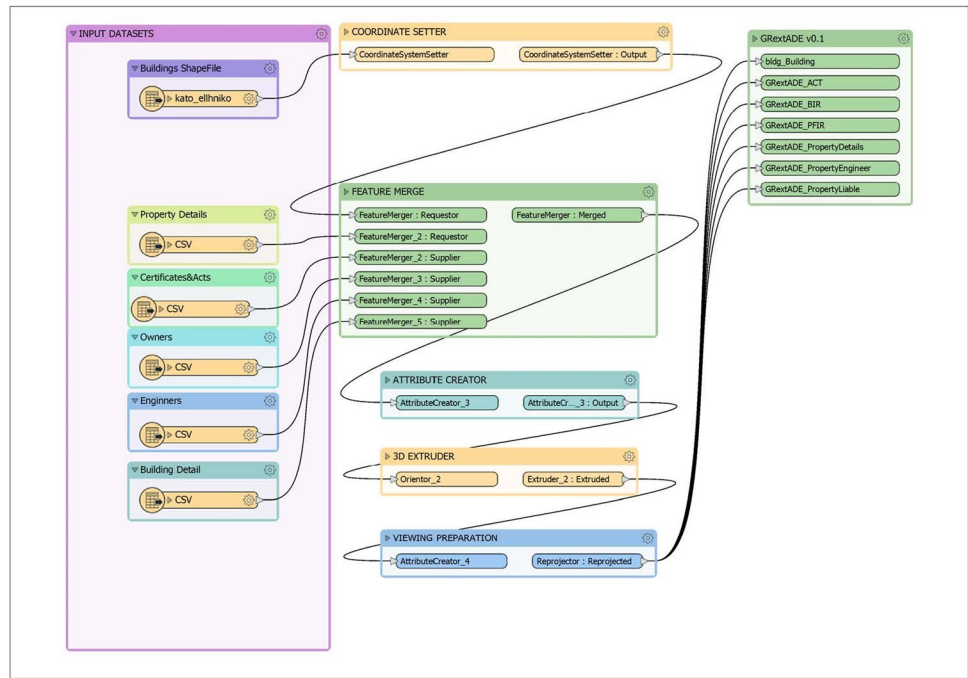 INPUT DATASETS
Buildings ShapeFile
kato_ellhniko
Property Details
CSV
Certificates&Acts
CSV
Owners
CSV
Enginners
CSV
Building Detail
CSV
COORDINATE SETTER
CoordinateSystemSetter
CoordinateSystemSetter : Output
FEATURE MERGE
FeatureMerger : Requestor
FeatureMerger : Merged
FeatureMerger_2 : Requestor
FeatureMerger_2 : Supplier
FeatureMerger_3 : Supplier
FeatureMerger_4 : Supplier
FeatureMerger_5 : Supplier
ATTRIBUTE CREATOR
AttributeCreator_3
AttributeCr..._3 : Output
3D EXTRUDER
Orientor_2
Extruder_2 : Extruded
VIEWING PREPARATION
AttributeCreator_4
Reprojector : Reprojected
GRextADE v0.1
bldg_Building
GRextADE_ACT
GRextADE_BIR
GRextADE_PFIR
GRextADE_PropertyDetails
GRextADE_PropertyEngineer
GRextADE_PropertyLiable